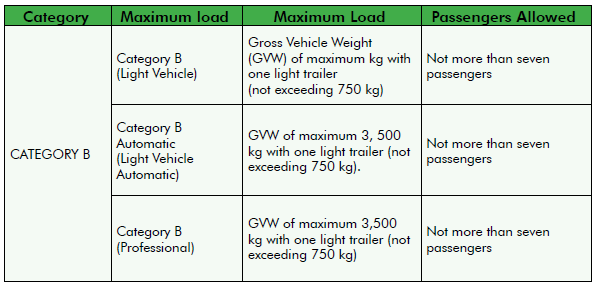 Category Maximum load Maximum Load Passengers Allowed
CATEGORY B
Category B
(Light Vehicle)
Gross Vehicle Weight
(GVW) of maximum kg with
one light trailer
(not exceeding 750 kg)
Not more than seven
passengers
Category B
Automatic
(Light Vehicle
Automatic)
GVW of maximum 3, 500
kg with one light trailer (not
exceeding 750 kg).
Not more than seven
passengers
Category B
(Professional)
GVW of maximum 3,500
kg with one light trailer (not
exceeding 750 kg)
Not more than seven
passengers